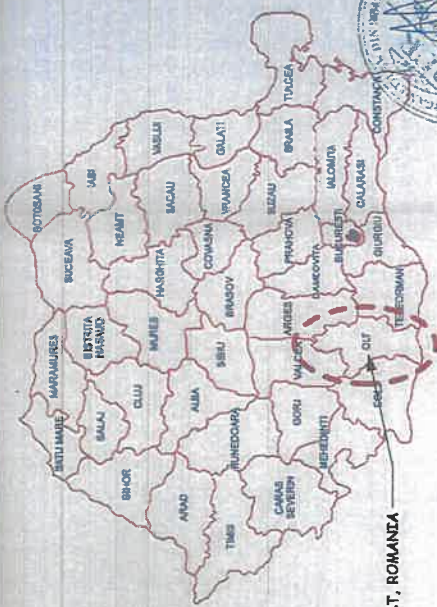 BOTOSANI
SUCEAVA
IASI
MARAMURES
SATU MARE
BISTRITA
NASAUD
NEAMT
VASLUI
SALAJ
BIHOR
CLUJ
MURES
HARGHITA
BACAU
ARAD
ALBA
SIBIU
BRASOV
COVASNA
VRANCEA
GALATI
TIMIS
HUNEDOARA
CARAS
SEVERIN
GORJ
VALCEA
ARGES
PRAHOVA
BUZAU
BRAILA
TULCEA
MEHEDINTI
DAMBOVITA
IALOMITA
BUCURESTI
CALARASI
CONSTANTA
DOLJ
OLT
TELEORMAN
GIURGIU
T, ROMANIA
DIN